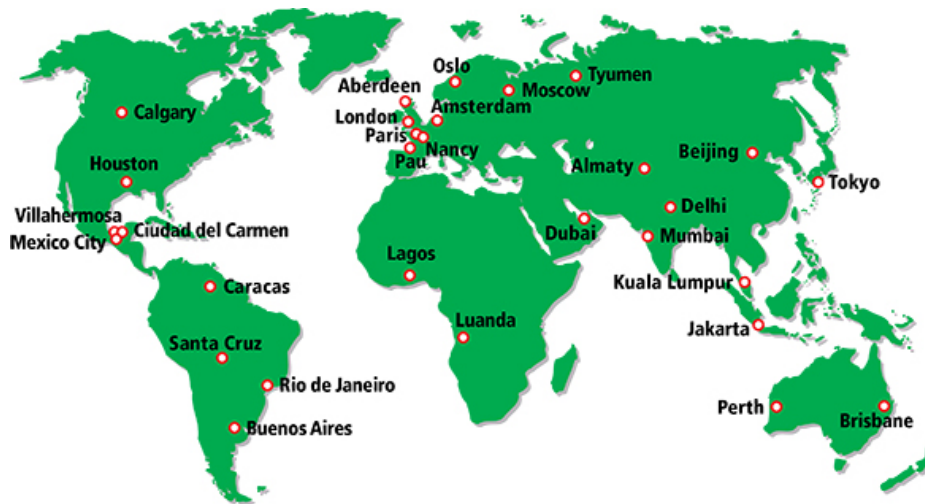 Oslo
Tyumen
Aberdeen
Moscow
Amsterdam
Calgary
London
Paris
Nancy
Pau
Houston
Almaty
Beijing
Tokyo
Delhi
Villahermosa
Ciudad del Carmen
Mexico City
Dubai
Mumbai
Lagos
Kuala Lumpur
Caracas
Luanda
Jakarta
Santa Cruz
Rio de Janeiro
Perth
Brisbane
Buenos Aires